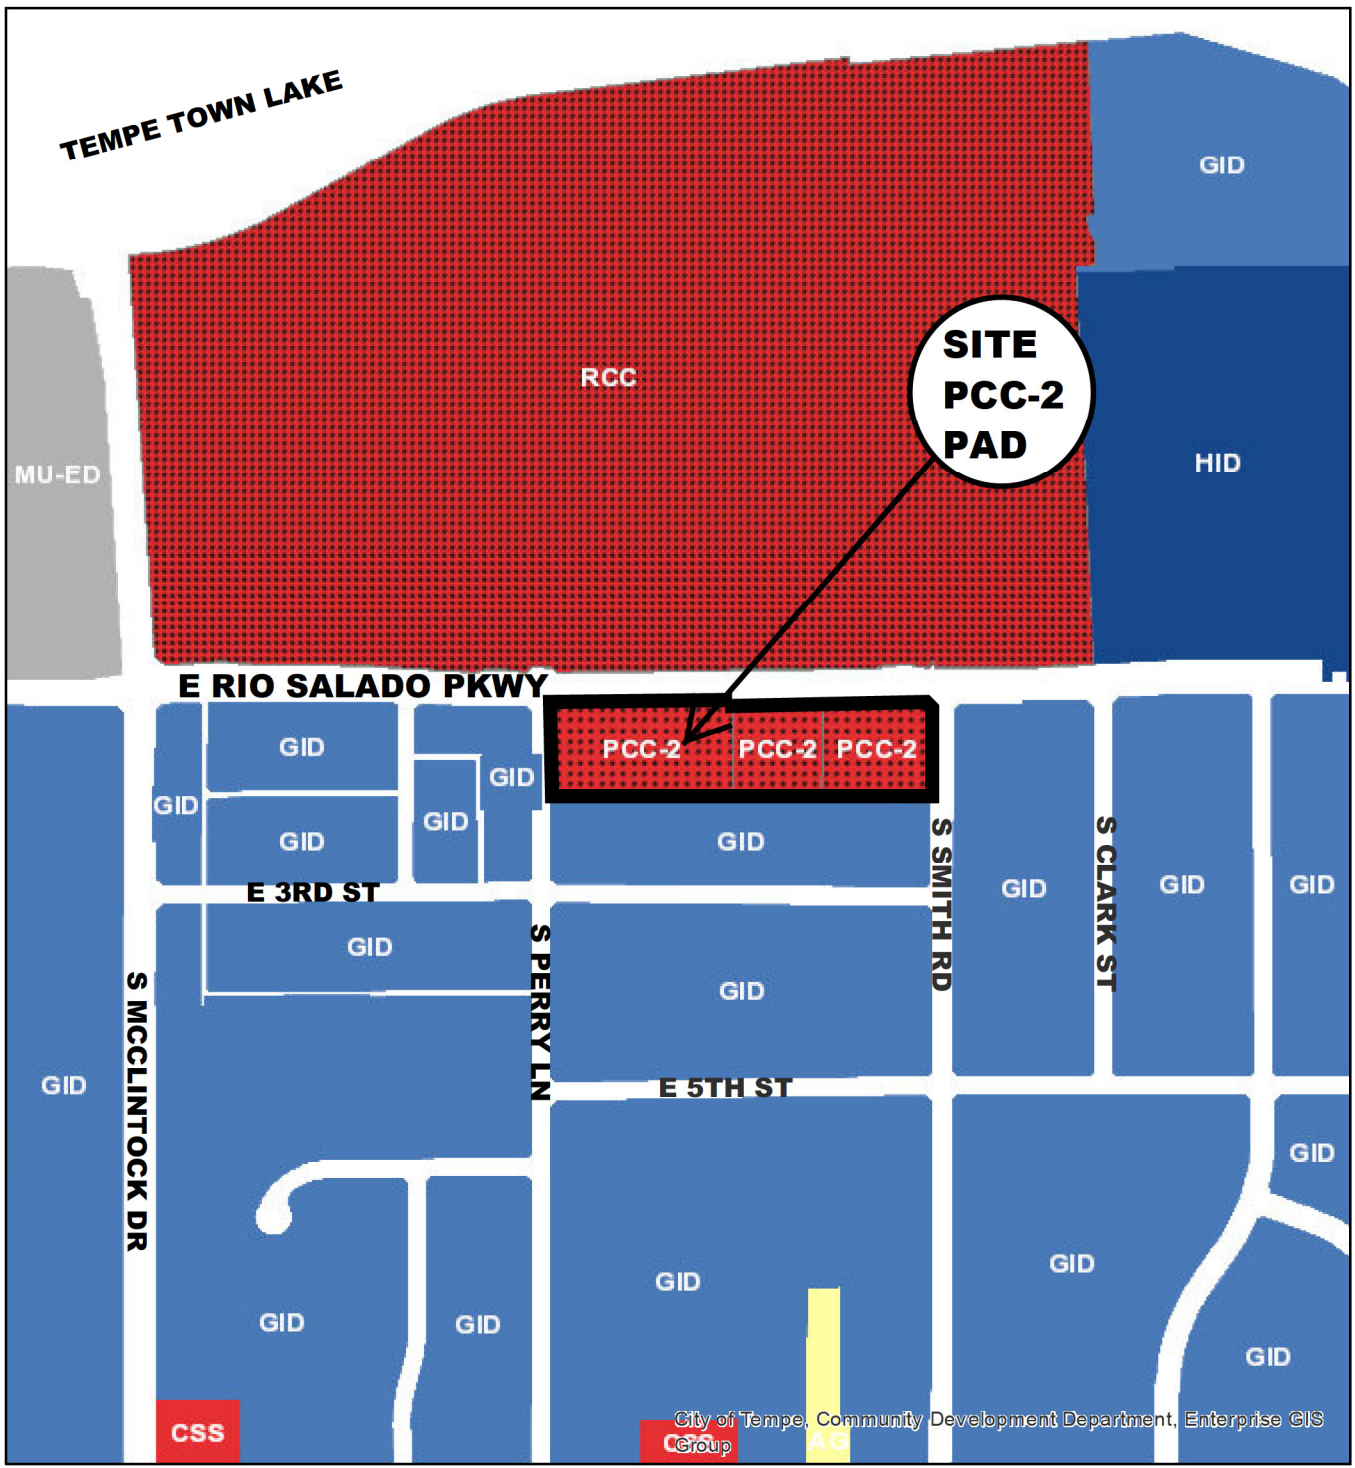 TEMPE TOWN LAKE
GID
SITE
PCC-2
PAD
RCC
HID
MU-ED
E RIO SALADO PKWY
GID
PCC-2
PCC-2
PCC-2
GID
GID
GID
GID
GID
GID
S SMITH RD
S CLARK ST
GID
GID
GID
E 3RD ST
GID
S PERRY LN
GID
S MCCLINTOCK DR
GID
E 5TH ST
GID
GID
GID
GID
GID
GID
CSS
City of Tempe, Community Development Department, Enterprise GIS
Group
CSS
AG